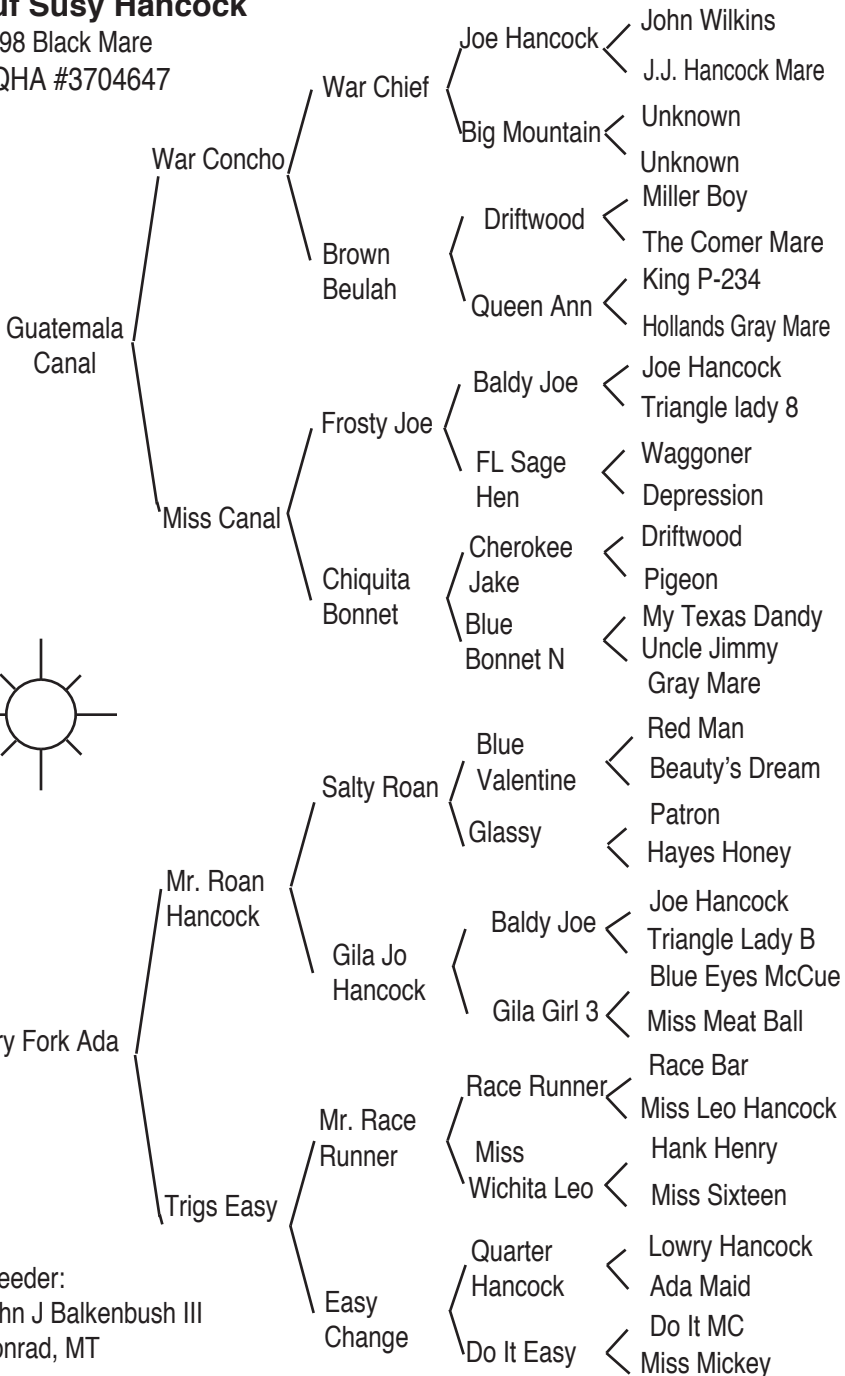 uf Susy Hancock
98 Black Mare
QHA #3704647
Guatemala
Canal
ry Fork Ada
eeder:
hn J Balkenbush III
onrad, MT
War Concho
Miss Canal
Mr. Roan
Hancock
Trigs Easy
War Chief
Brown
Beulah
Frosty Joe
Chiquita
Bonnet
Salty Roan
Gila Jo
Hancock
Mr. Race
Runner
Easy
Change
Joe Hancock
Big Mountain
Driftwood
Queen Ann
Baldy Joe
FL Sage
Hen
Cherokee
Jake
Blue
Bonnet N
Blue
Valentine
Glassy
Baldy Joe
Gila Girl 3
Race Runner
Miss
Wichita Leo
Quarter
Hancock
Do It Easy
John Wilkins
J.J. Hancock Mare
Unknown
Unknown
Miller Boy
The Comer Mare
King P-234
Hollands Gray Mare
Joe Hancock
Triangle lady 8
Waggoner
Depression
Driftwood
Pigeon
My Texas Dandy
Uncle Jimmy
Gray Mare
Red Man
Beauty's Dream
Patron
Hayes Honey
Joe Hancock
Triangle Lady B
Blue Eyes McCue
Miss Meat Ball
Race Bar
Miss Leo Hancock
Hank Henry
Miss Sixteen
Lowry Hancock
Ada Maid
Do It MC
Miss Mickey